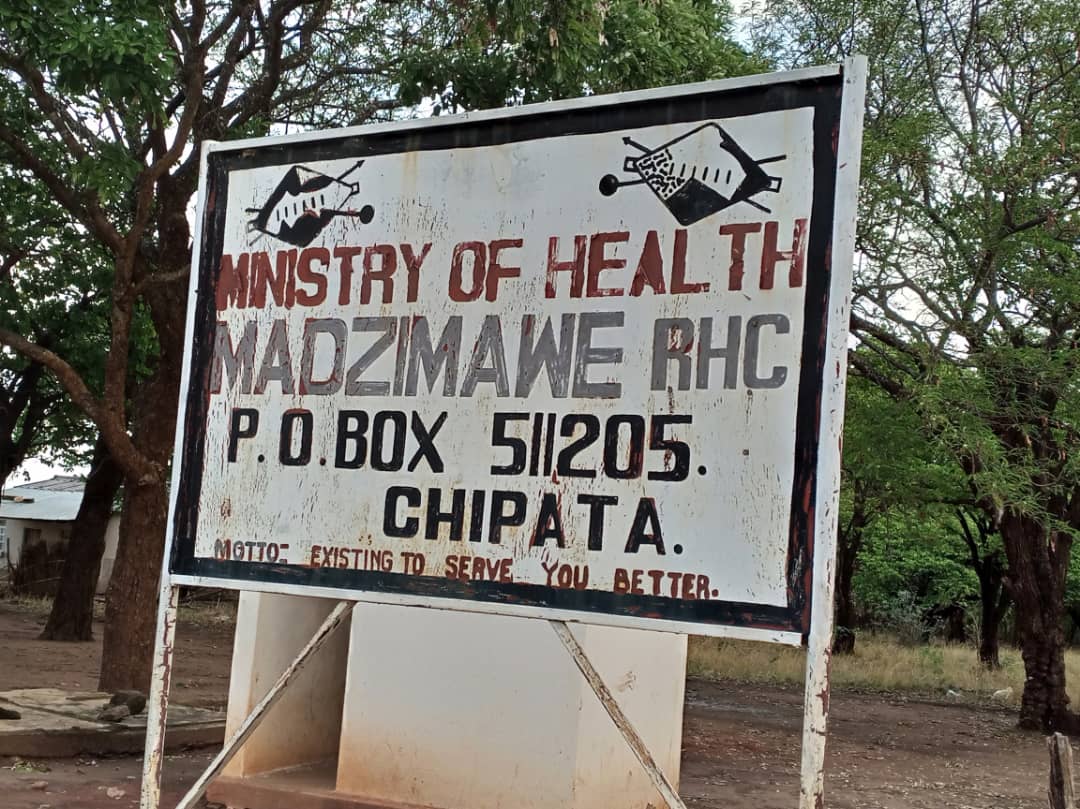 MINISTRY OF HEALTH
MADZIMAWE RHC
P.O.BOX 511205.
CHIPATA.
MOTTO:- EXISTING TO SERVE YOU BETTER.